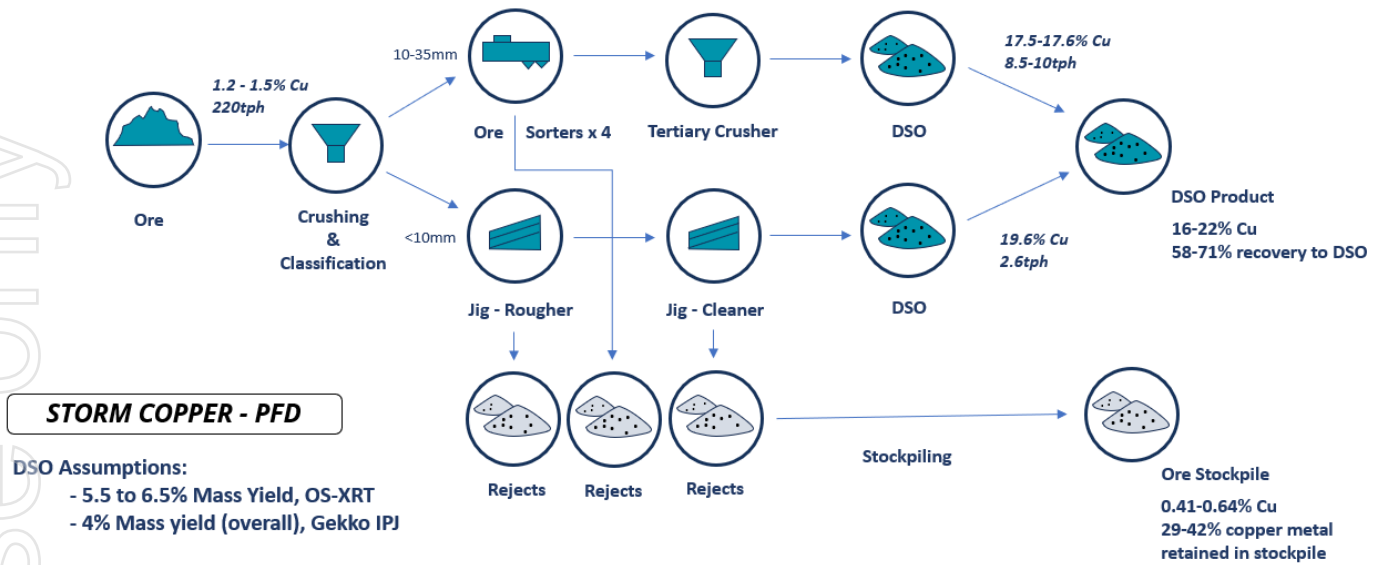 1.2 - 1.5% Cu
220tph
Ore
Crushing
&
Classification
10-35mm
<10mm
Ore Sorters x 4
Tertiary Crusher
DSO
17.5-17.6% Cu
8.5-10tph
Jig - Rougher
Jig - Cleaner
DSO
19.6% Cu
2.6tph
DSO Product
16-22% Cu
58-71% recovery to DSO
Rejects
Rejects
Rejects
Stockpiling
Ore Stockpile
0.41-0.64% Cu
29-42% copper metal
retained in stockpile
STORM COPPER - PFD
DSO Assumptions:
- 5.5 to 6.5% Mass Yield, OS-XRT
- 4% Mass yield (overall), Gekko IPJ